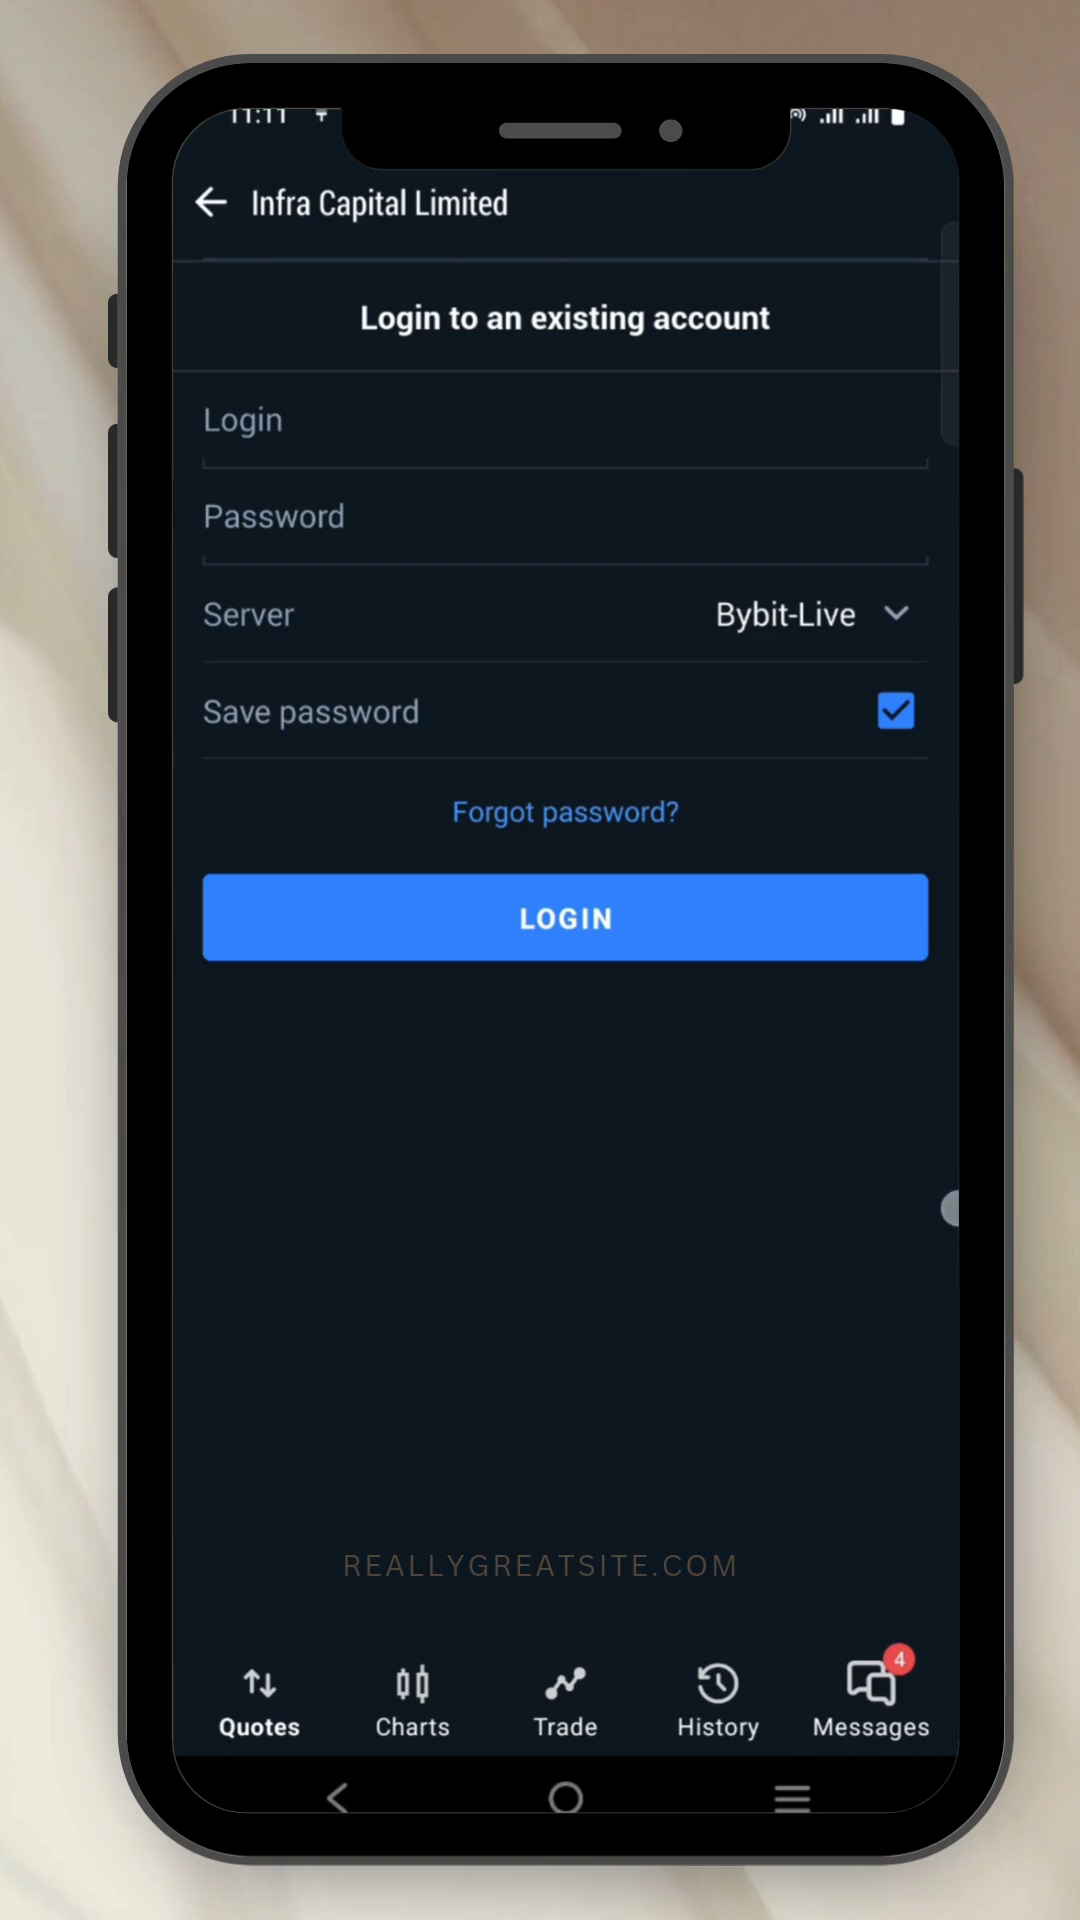 11:11
Infra Capital Limited
Login to an existing account
Login
Password
Server Bybit-Live
Save password
Forgot password?
LOGIN
REALLYGREATSITE.COM
4
Quotes Charts Trade History Messages